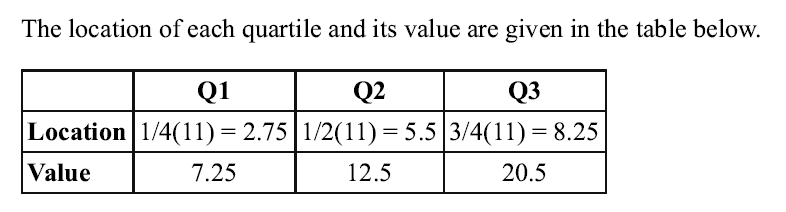 The location of each quartile and its value are given in the table below.
Q1 Q2 Q3
Location 1/4(11) = 2.75 1/2(11) = 5.5 3/4(11) = 8.25
Value 7.25 12.5 20.5